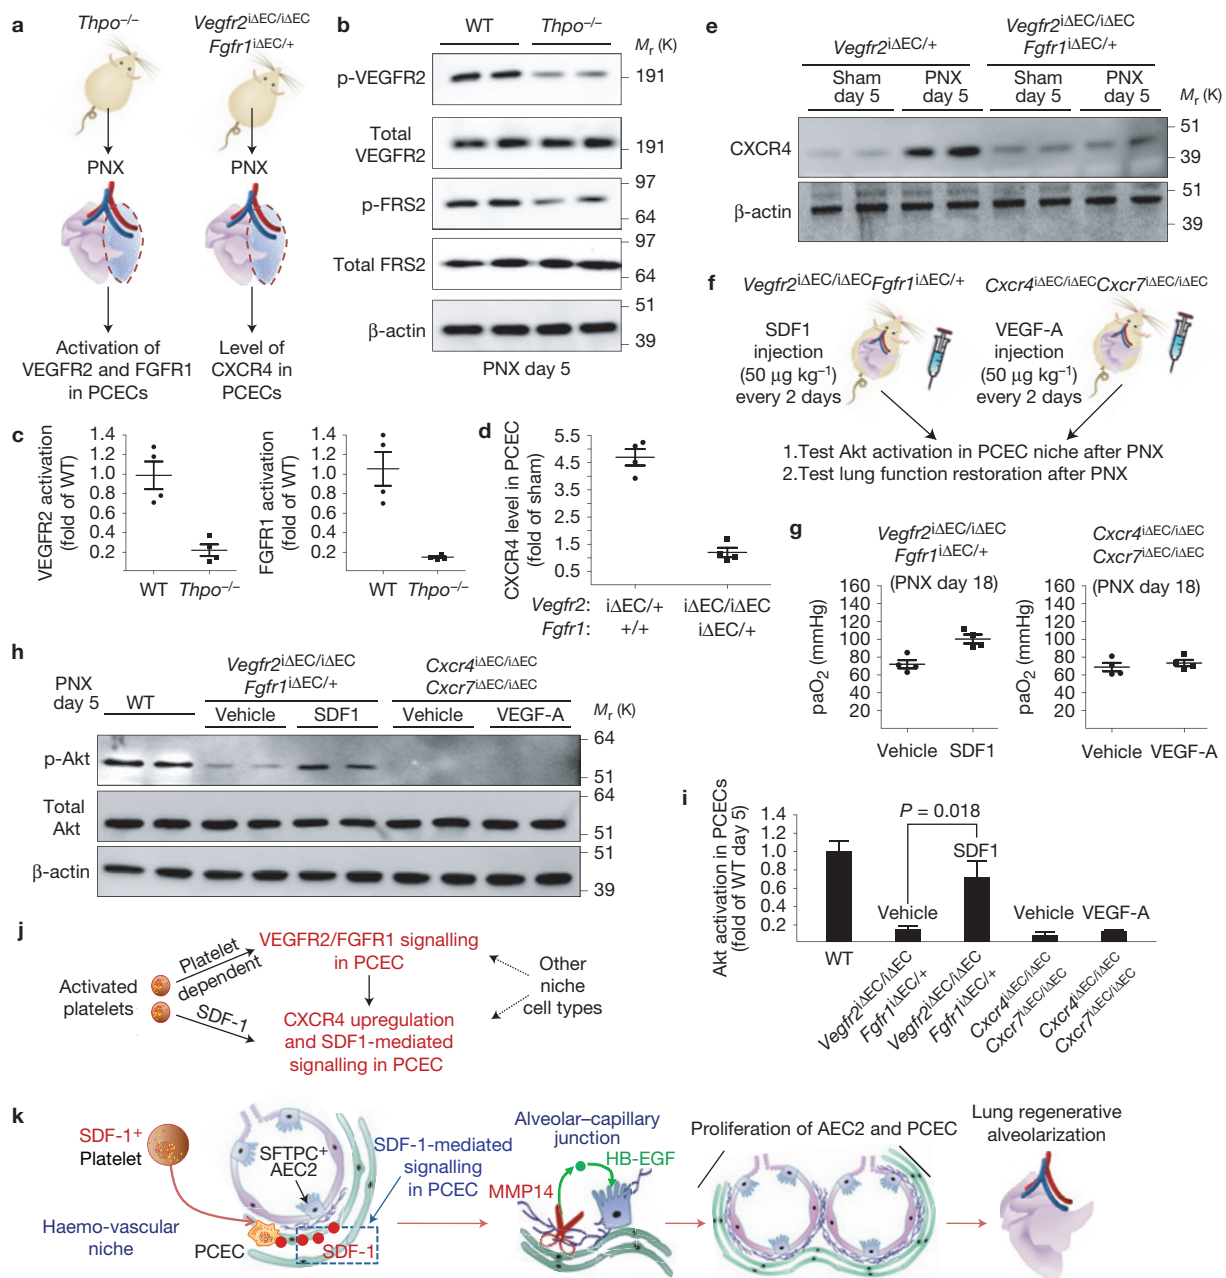 a
Thpo–/–
Vegfr2iΔEC/iΔEC
Fgfr1iΔEC/+
PNX
PNX
Activation of
VEGFR2 and FGFR1
in PCECs
Level of
CXCR4 in
PCECs
b
WT
Thpo–/–
Mr (K)
p-VEGFR2
191
Total
VEGFR2
191
p-FRS2
97
64
Total FRS2
97
64
β-actin
51
39
PNX day 5
c
VEGFR2 activation
(fold of WT)
1.4
1.2
1.0
0.8
0.6
0.4
0.2
WT
Thpo–/–
FGFR1 activation
(fold of WT)
1.4
1.2
1.0
0.8
0.6
0.4
0.2
WT
Thpo–/–
d
CXCR4 level in PCEC
(fold of sham)
5.5
4.5
3.5
2.5
1.5
0.5
Vegfr2: iΔEC/+ iΔEC/iΔEC
Fgfr1: +/+ iΔEC/+
e
Vegfr2iΔEC/+
Vegfr2iΔEC/iΔEC
Fgfr1iΔEC/+
Sham
day 5
PNX
day 5
Sham
day 5
PNX
day 5
Mr (K)
CXCR4
51
39
β-actin
51
39
f
Vegfr2iΔEC/iΔECFgfr1iΔEC/+
Cxcr4iΔEC/iΔECCxcr7iΔEC/iΔEC
SDF1
injection
(50 μg kg–1)
every 2 days
VEGF-A
injection
(50 μg kg–1)
every 2 days
1.Test Akt activation in PCEC niche after PNX
2.Test lung function restoration after PNX
g
Vegfr2iΔEC/iΔEC
Fgfr1iΔEC/+
(PNX day 18)
paO2 (mmHg)
160
140
120
100
80
60
40
20
Vehicle SDF1
Cxcr4iΔEC/iΔEC
Cxcr7iΔEC/iΔEC
(PNX day 18)
paO2 (mmHg)
160
140
120
100
80
60
40
20
Vehicle VEGF-A
h
PNX
day 5
WT
Vegfr2iΔEC/iΔEC
Fgfr1iΔEC/+
Cxcr4iΔEC/iΔEC
Cxcr7iΔEC/iΔEC
Vehicle
SDF1
Vehicle
VEGF-A
Mr (K)
p-Akt
64
51
Total
Akt
64
51
β-actin
51
39
i
Akt activation in PCECs
(fold of WT day 5)
1.4
1.2
1.0
0.8
0.6
0.4
0.2
P = 0.018
SDF1
Vehicle
Vehicle
VEGF-A
WT
Vegfr2iΔEC/iΔEC
Fgfr1iΔEC/+
Vegfr2iΔEC/iΔEC
Fgfr1iΔEC/+
Cxcr4iΔEC/iΔEC
Cxcr7iΔEC/iΔEC
Cxcr4iΔEC/iΔEC
Cxcr7iΔEC/iΔEC
j
Activated
platelets
Platelet
dependent
SDF-1
VEGFR2/FGFR1 signalling
in PCEC
CXCR4 upregulation
and SDF1-mediated
signalling in PCEC
Other
niche
cell types
k
SDF-1+
Platelet
Haemo-vascular
niche
SFTPC+
AEC2
PCEC
SDF-1
SDF-1-mediated
signalling
in PCEC
Alveolar–capillary
junction
HB-EGF
MMP14
Proliferation of AEC2 and PCEC
Lung regenerative
alveolarization